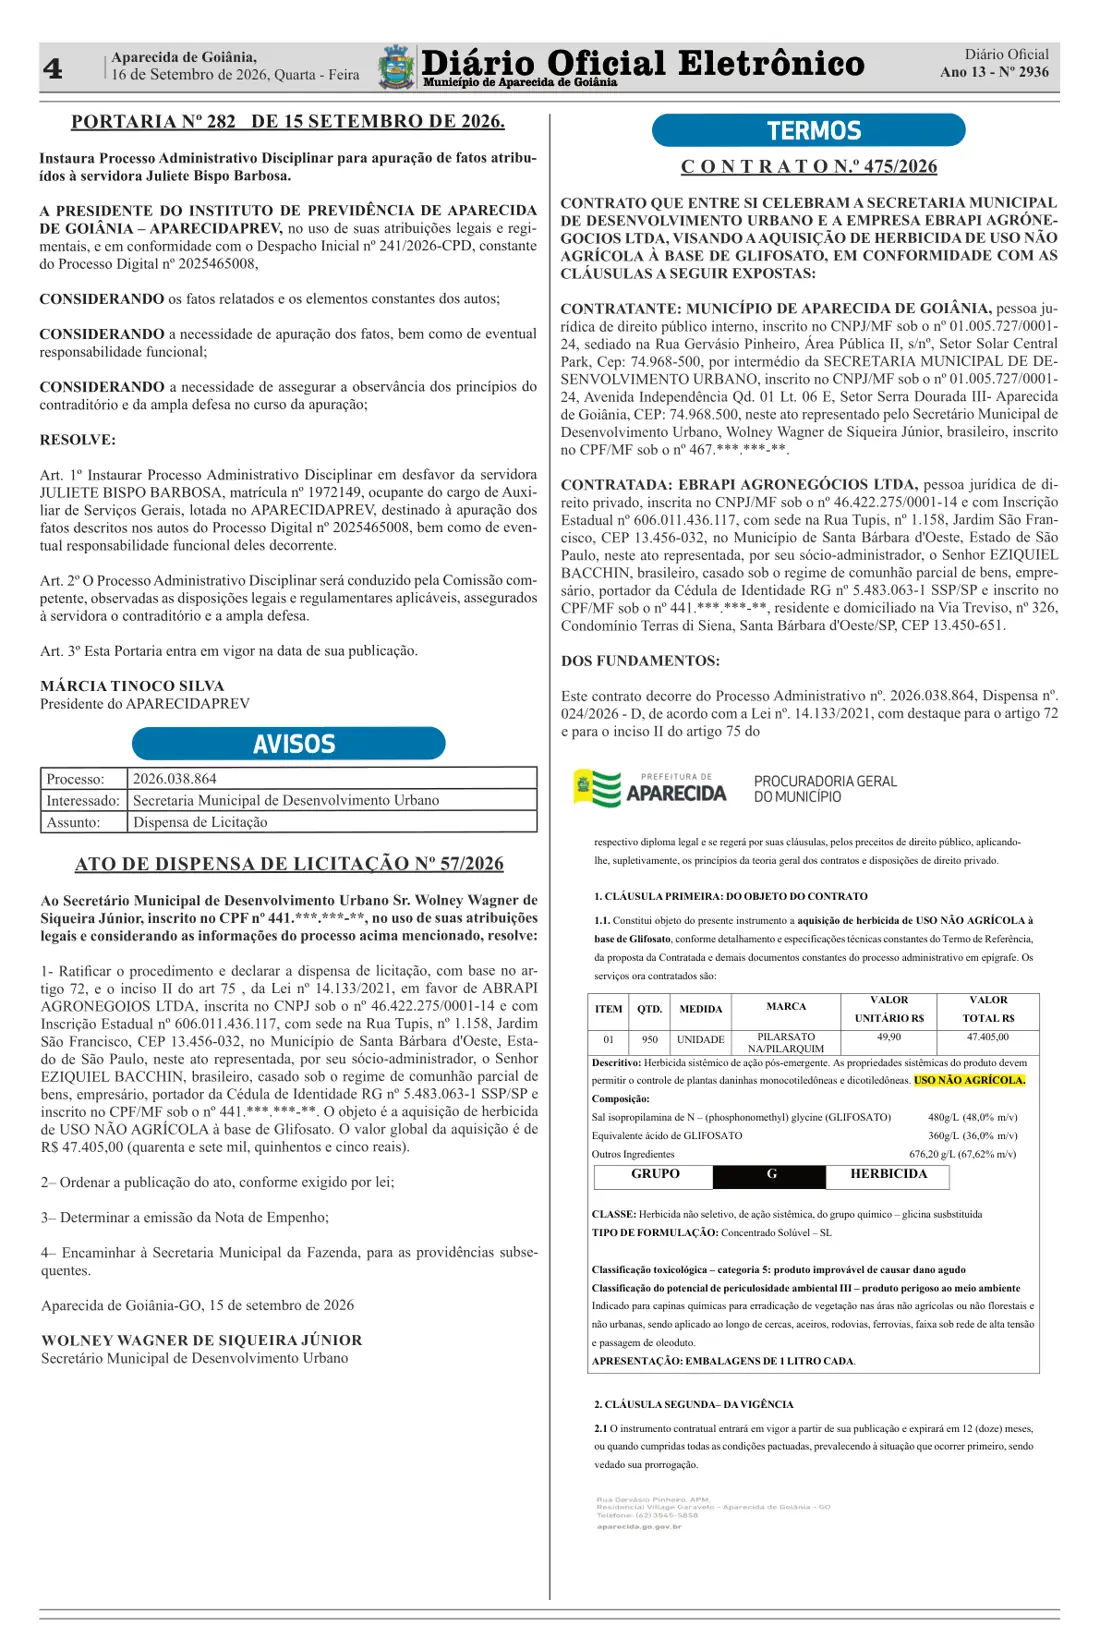 4
Aparecida de Goiânia,
16 de Setembro de 2026, Quarta - Feira
Diário Oficial Eletrônico
Município de Aparecida de Goiânia
Diário Oficial
Ano 13 - Nº 2936
PORTARIA Nº 282 DE 15 SETEMBRO DE 2026.
Instaura Processo Administrativo Disciplinar para apuração de fatos atribu-
ídos à servidora Juliete Bispo Barbosa.
A PRESIDENTE DO INSTITUTO DE PREVIDÊNCIA DE APARECIDA
DE GOIÂNIA – APARECIDAPREV, no uso de suas atribuições legais e regi-
mentais, e em conformidade com o Despacho Inicial nº 241/2026-CPD, constante
do Processo Digital nº 2025465008,
CONSIDERANDO os fatos relatados e os elementos constantes dos autos;
CONSIDERANDO a necessidade de apuração dos fatos, bem como de eventual
responsabilidade funcional;
CONSIDERANDO a necessidade de assegurar a observância dos princípios do
contraditório e da ampla defesa no curso da apuração;
RESOLVE:
Art. 1º Instaurar Processo Administrativo Disciplinar em desfavor da servidora
JULIETE BISPO BARBOSA, matrícula nº 1972149, ocupante do cargo de Auxi-
liar de Serviços Gerais, lotada no APARECIDAPREV, destinado à apuração dos
fatos descritos nos autos do Processo Digital nº 2025465008, bem como de even-
tual responsabilidade funcional deles decorrente.
Art. 2º O Processo Administrativo Disciplinar será conduzido pela Comissão com-
petente, observadas as disposições legais e regulamentares aplicáveis, assegurados
à servidora o contraditório e a ampla defesa.
Art. 3º Esta Portaria entra em vigor na data de sua publicação.
MÁRCIA TINOCO SILVA
Presidente do APARECIDAPREV
AVISOS
Processo: 2026.038.864
Interessado: Secretaria Municipal de Desenvolvimento Urbano
Assunto: Dispensa de Licitação
ATO DE DISPENSA DE LICITAÇÃO Nº 57/2026
Ao Secretário Municipal de Desenvolvimento Urbano Sr. Wolney Wagner de
Siqueira Júnior, inscrito no CPF nº 441.***.***-**, no uso de suas atribuições
legais e considerando as informações do processo acima mencionado, resolve:
1- Ratificar o procedimento e declarar a dispensa de licitação, com base no ar-
tigo 72, e o inciso II do art 75 , da Lei nº 14.133/2021, em favor de ABRAPI
AGRONEGOIOS LTDA, inscrita no CNPJ sob o nº 46.422.275/0001-14 e com
Inscrição Estadual nº 606.011.436.117, com sede na Rua Tupis, nº 1.158, Jardim
São Francisco, CEP 13.456-032, no Município de Santa Bárbara d'Oeste, Esta-
do de São Paulo, neste ato representada, por seu sócio-administrador, o Senhor
EZIQUIEL BACCHIN, brasileiro, casado sob o regime de comunhão parcial de
bens, empresário, portador da Cédula de Identidade RG nº 5.483.063-1 SSP/SP e
inscrito no CPF/MF sob o nº 441.***.***-**. O objeto é a aquisição de herbicida
de USO NÃO AGRÍCOLA à base de Glifosato. O valor global da aquisição é de
R$ 47.405,00 (quarenta e sete mil, quinhentos e cinco reais).
2– Ordenar a publicação do ato, conforme exigido por lei;
3– Determinar a emissão da Nota de Empenho;
4– Encaminhar à Secretaria Municipal da Fazenda, para as providências subse-
quentes.
Aparecida de Goiânia-GO, 15 de setembro de 2026
WOLNEY WAGNER DE SIQUEIRA JÚNIOR
Secretário Municipal de Desenvolvimento Urbano
TERMOS
C O N T R A T O N.º 475/2026
CONTRATO QUE ENTRE SI CELEBRAM A SECRETARIA MUNICIPAL
DE DESENVOLVIMENTO URBANO E A EMPRESA EBRAPI AGRÓNE-
GOCIOS LTDA, VISANDO A AQUISIÇÃO DE HERBICIDA DE USO NÃO
AGRÍCOLA À BASE DE GLIFOSATO, EM CONFORMIDADE COM AS
CLÁUSULAS A SEGUIR EXPOSTAS:
CONTRATANTE: MUNICÍPIO DE APARECIDA DE GOIÂNIA, pessoa ju-
rídica de direito público interno, inscrito no CNPJ/MF sob o nº 01.005.727/0001-
24, sediado na Rua Gervásio Pinheiro, Área Pública II, s/nº, Setor Solar Central
Park, Cep: 74.968-500, por intermédio da SECRETARIA MUNICIPAL DE DE-
SENVOLVIMENTO URBANO, inscrito no CNPJ/MF sob o nº 01.005.727/0001-
24, Avenida Independência Qd. 01 Lt. 06 E, Setor Serra Dourada III- Aparecida
de Goiânia, CEP: 74.968.500, neste ato representado pelo Secretário Municipal de
Desenvolvimento Urbano, Wolney Wagner de Siqueira Júnior, brasileiro, inscrito
no CPF/MF sob o nº 467.***.***-**.
CONTRATADA: EBRAPI AGRONEGÓCIOS LTDA, pessoa jurídica de di-
reito privado, inscrita no CNPJ/MF sob o nº 46.422.275/0001-14 e com Inscrição
Estadual nº 606.011.436.117, com sede na Rua Tupis, nº 1.158, Jardim São Fran-
cisco, CEP 13.456-032, no Município de Santa Bárbara d'Oeste, Estado de São
Paulo, neste ato representada, por seu sócio-administrador, o Senhor EZIQUIEL
BACCHIN, brasileiro, casado sob o regime de comunhão parcial de bens, empre-
sário, portador da Cédula de Identidade RG nº 5.483.063-1 SSP/SP e inscrito no
CPF/MF sob o nº 441.***.***-**, residente e domiciliado na Via Treviso, nº 326,
Condomínio Terras di Siena, Santa Bárbara d'Oeste/SP, CEP 13.450-651.
DOS FUNDAMENTOS:
Este contrato decorre do Processo Administrativo nº. 2026.038.864, Dispensa nº.
024/2026 - D, de acordo com a Lei nº. 14.133/2021, com destaque para o artigo 72
e para o inciso II do artigo 75 do
PREFEITURA DE
APARECIDA
PROCURADORIA GERAL
DO MUNICÍPIO
respectivo diploma legal e se regerá por suas cláusulas, pelos preceitos de direito público, aplicando-
lhe, supletivamente, os princípios da teoria geral dos contratos e disposições de direito privado.
1. CLÁUSULA PRIMEIRA: DO OBJETO DO CONTRATO
1.1. Constitui objeto do presente instrumento a aquisição de herbicida de USO NÃO AGRÍCOLA à
base de Glifosato, conforme detalhamento e especificações técnicas constantes do Termo de Referência,
da proposta da Contratada e demais documentos constantes do processo administrativo em epígrafe. Os
serviços ora contratados são:
ITEM QTD. MEDIDA MARCA VALOR UNITÁRIO R$ VALOR TOTAL R$
01 950 UNIDADE PILARSATO NA/PILARQUIM 49,90 47.405,00
Descritivo: Herbicida sistêmico de ação pós-emergente. As propriedades sistêmicas do produto devem
permitir o controle de plantas daninhas monocotiledôneas e dicotiledôneas. USO NÃO AGRÍCOLA.
Composição:
Sal isopropilamina de N – (phosphonomethyl) glycine (GLIFOSATO) 480g/L (48,0% m/v)
Equivalente ácido de GLIFOSATO 360g/L (36,0% m/v)
Outros Ingredientes 676,20 g/L (67,62% m/v)
GRUPO G HERBICIDA
CLASSE: Herbicida não seletivo, de ação sistêmica, do grupo químico – glicina susbstituída
TIPO DE FORMULAÇÃO: Concentrado Solúvel – SL
Classificação toxicológica – categoria 5: produto improvável de causar dano agudo
Classificação do potencial de periculosidade ambiental III – produto perigoso ao meio ambiente
Indicado para capinas quimicas para erradicação de vegetação nas áras não agrícolas ou não florestais e
não urbanas, sendo aplicado ao longo de cercas, aceiros, rodovias, ferrovias, faixa sob rede de alta tensão
e passagem de oleoduto.
APRESENTAÇÃO: EMBALAGENS DE 1 LITRO CADA.
2. CLÁUSULA SEGUNDA– DA VIGÊNCIA
2.1 O instrumento contratual entrará em vigor a partir de sua publicação e expirará em 12 (doze) meses,
ou quando cumpridas todas as condições pactuadas, prevalecendo à situação que ocorrer primeiro, sendo
vedado sua prorrogação.
Rua Gervásio Pinheiro, APM,
Residencial Village Garavelo - Aparecida de Goiânia - GO
Telefone: (62) 3545-5858
aparecida.go.gov.br